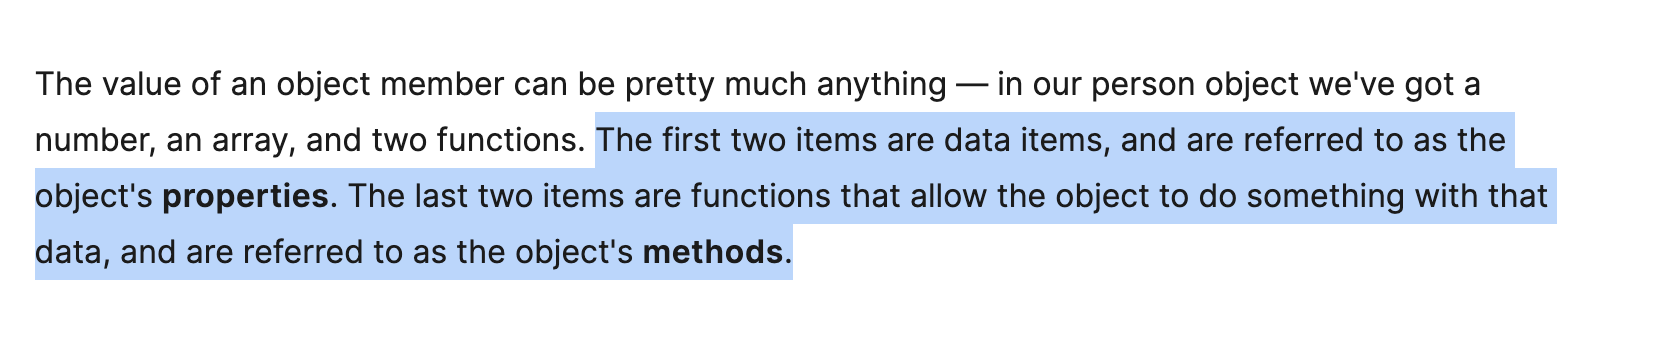 The value of an object member can be pretty much anything — in our person object we've got a
number, an array, and two functions. The first two items are data items, and are referred to as the
object's properties. The last two items are functions that allow the object to do something with that
data, and are referred to as the object's methods.